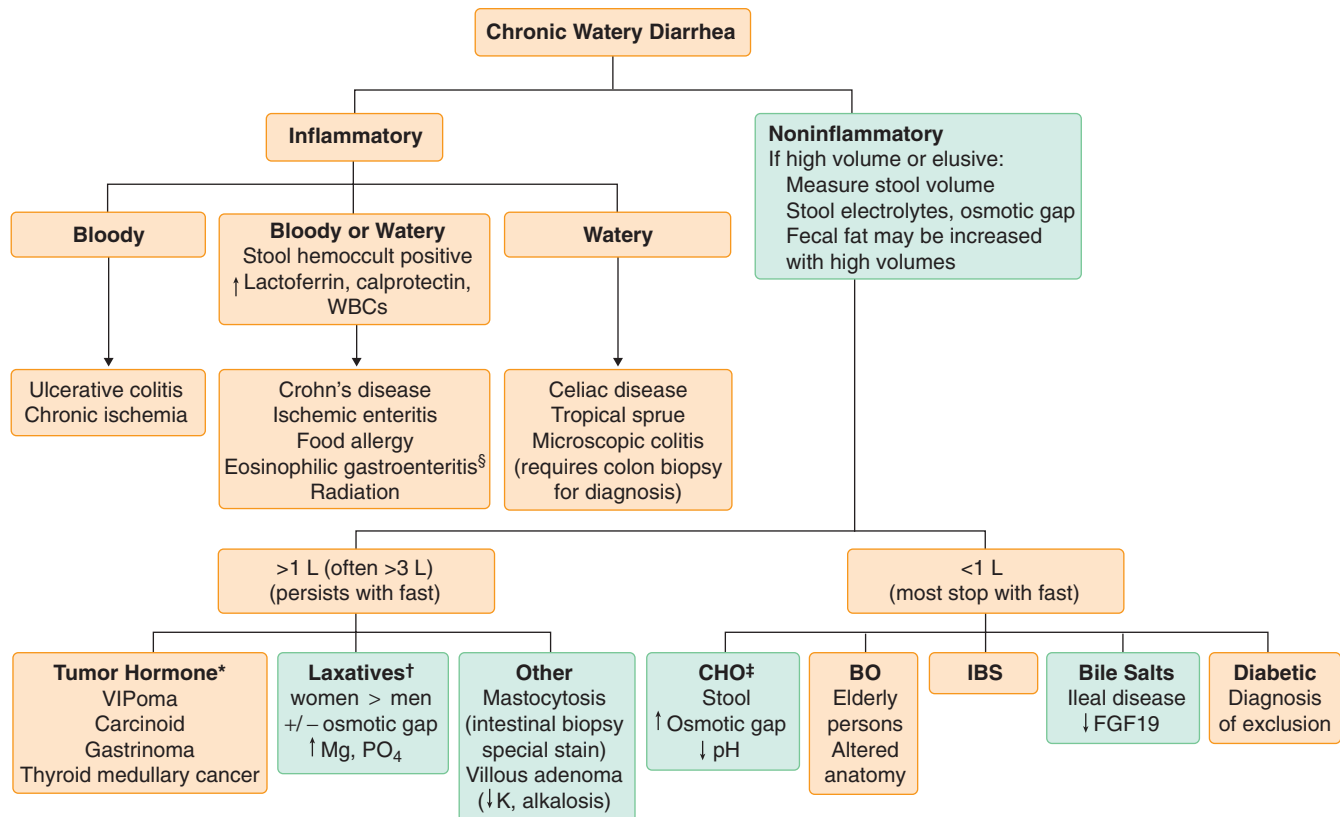 Chronic Watery Diarrhea
Inflammatory
Noninflammatory
If high volume or elusive:
Measure stool volume
Stool electrolytes, osmotic gap
Fecal fat may be increased
with high volumes
Bloody
Bloody or Watery
Stool hemoccult positive
↑ Lactoferrin, calprotectin,
WBCs
Watery
Ulcerative colitis
Chronic ischemia
Crohn’s disease
Ischemic enteritis
Food allergy
Eosinophilic gastroenteritis§
Radiation
Celiac disease
Tropical sprue
Microscopic colitis
(requires colon biopsy
for diagnosis)
>1 L (often >3 L)
(persists with fast)
<1 L
(most stop with fast)
Tumor Hormone*
VIPoma
Carcinoid
Gastrinoma
Thyroid medullary cancer
Laxatives†
women > men
+/− osmotic gap
↑ Mg, PO4
Other
Mastocytosis
(intestinal biopsy
special stain)
Villous adenoma
(↓K, alkalosis)
CHO‡
Stool
↑ Osmotic gap
↓ pH
BO
Elderly
persons
Altered
anatomy
IBS
Bile Salts
Ileal disease
↓ FGF19
Diabetic
Diagnosis
of exclusion